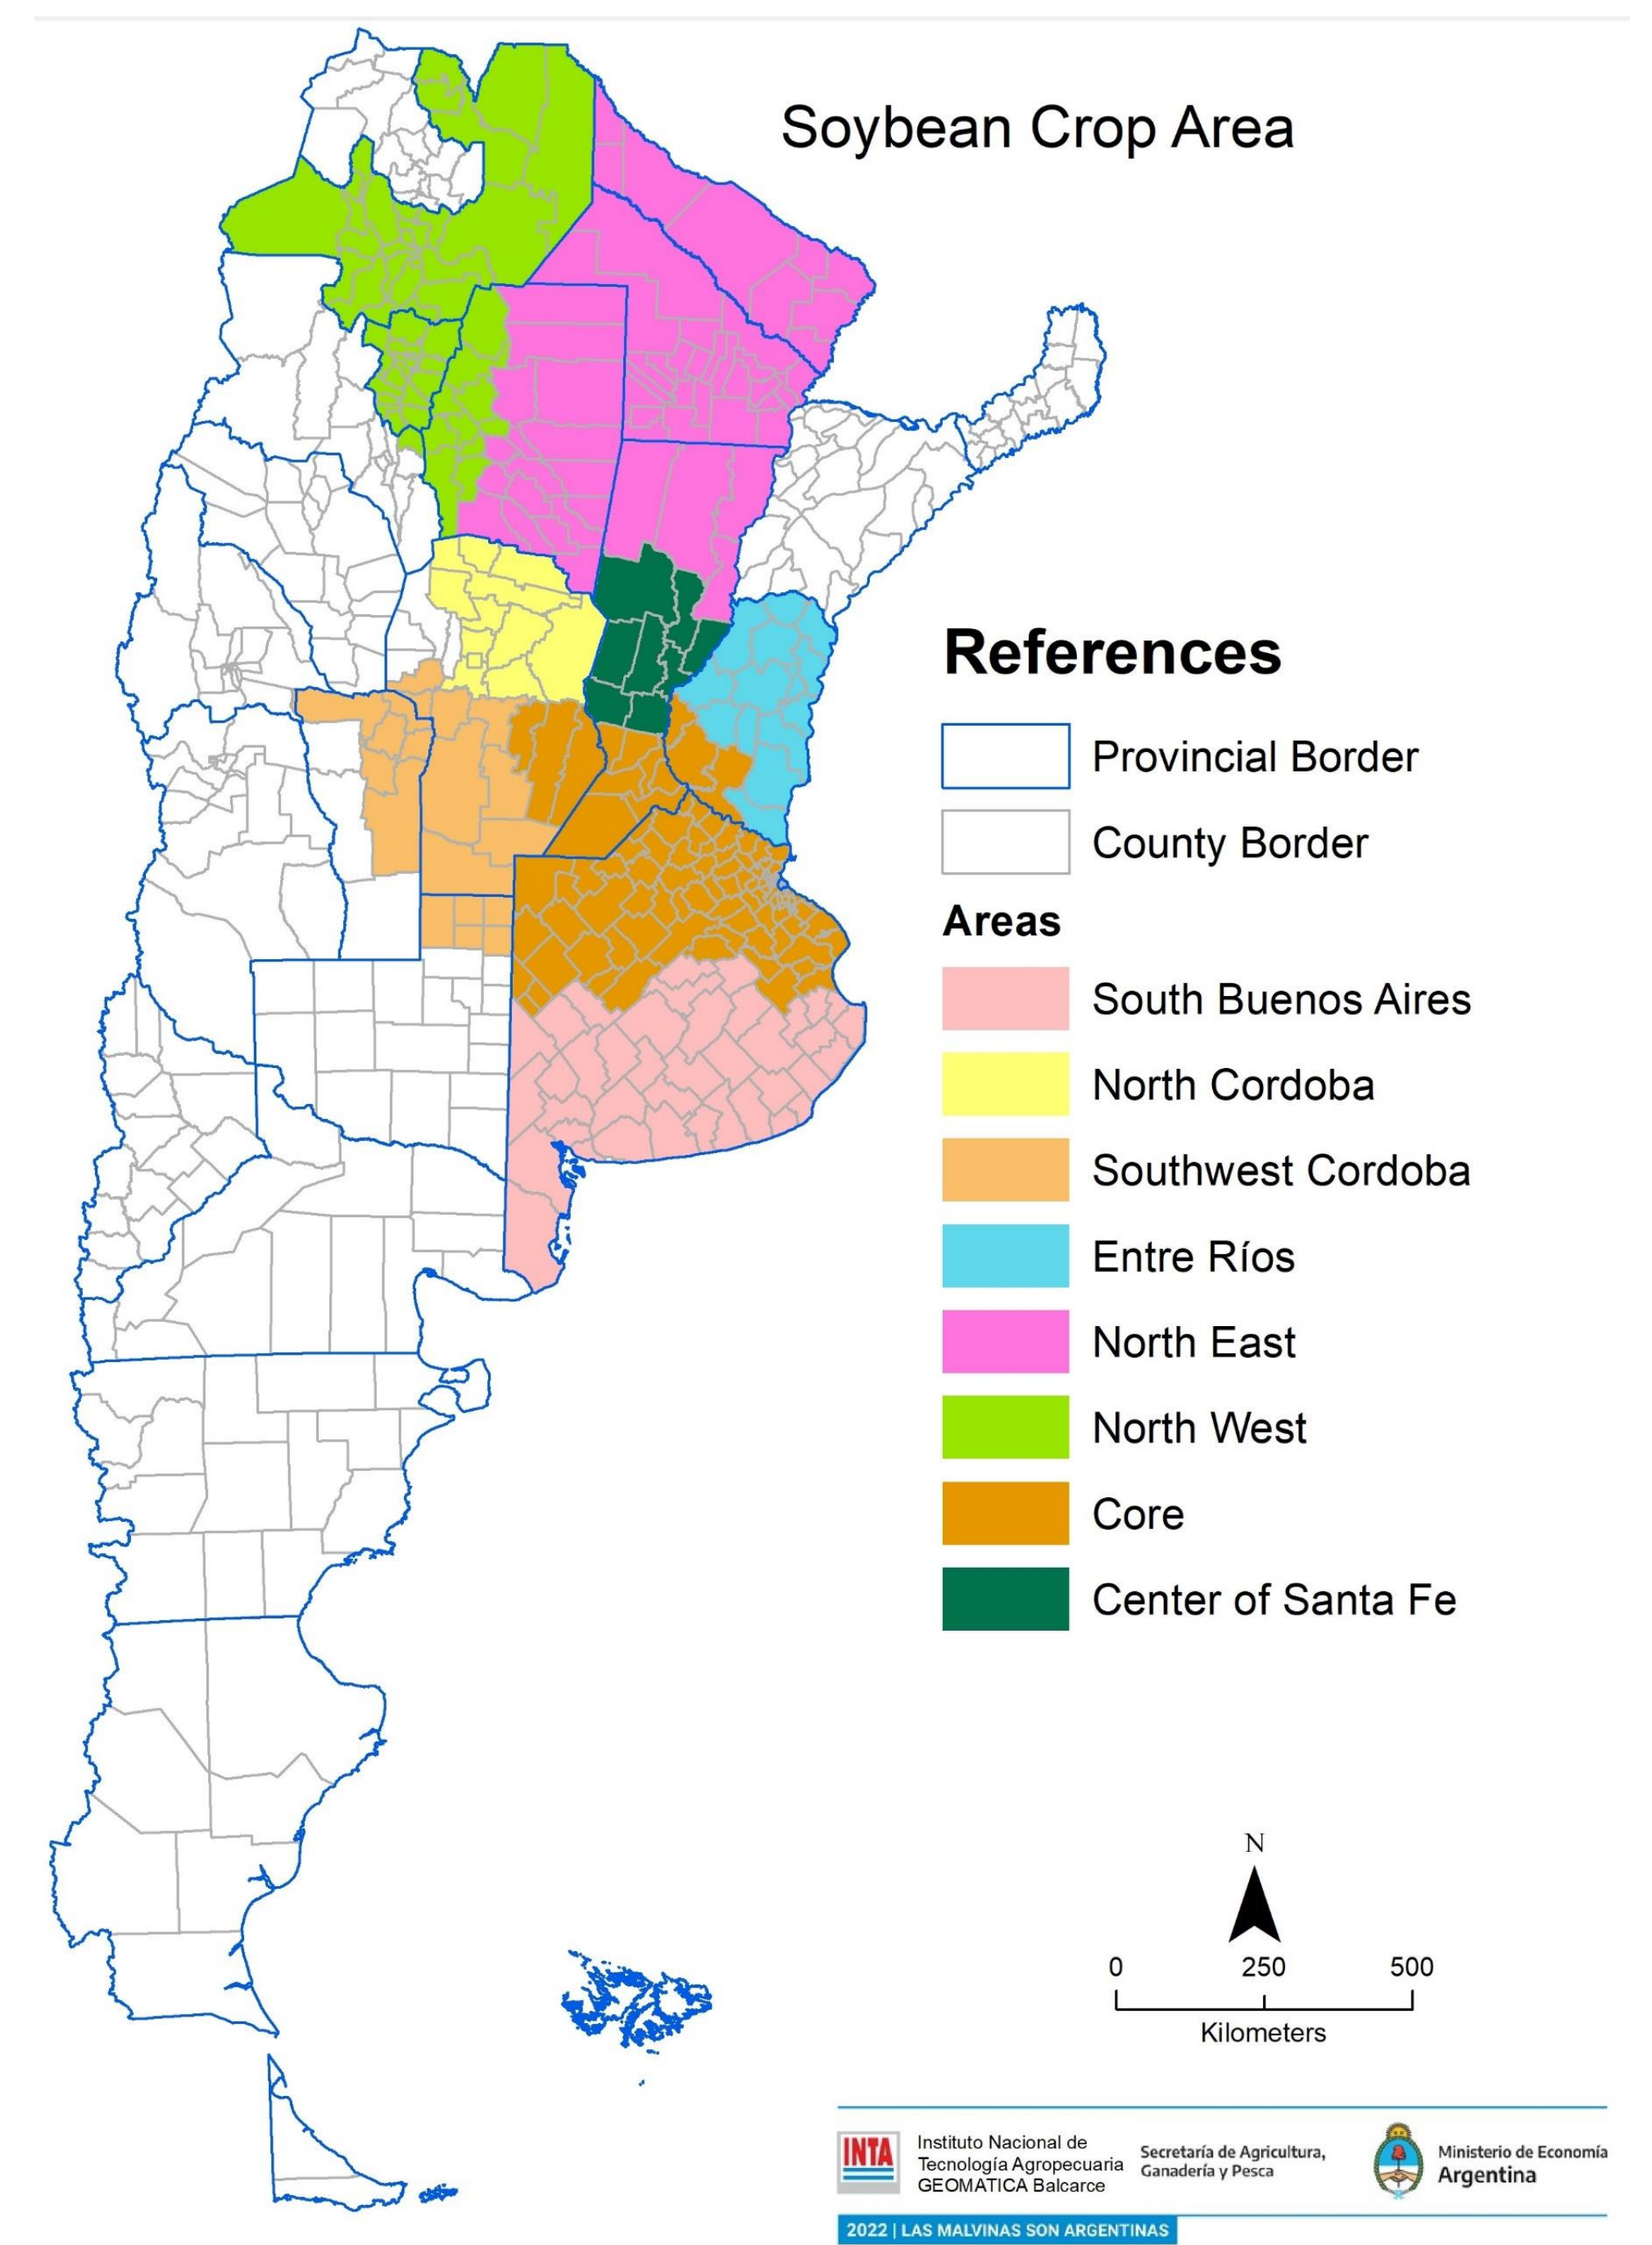 Soybean Crop Area
References
Provincial Border
County Border
Areas
South Buenos Aires
North Cordoba
Southwest Cordoba
Entre Ríos
North East
North West
Core
Center of Santa Fe
N
0 250 500
Kilometers
INTA
Instituto Nacional de
Tecnología Agropecuaria
GEOMATICA Balcarce
Secretaría de Agricultura,
Ganadería y Pesca
Ministerio de Economía
Argentina
2022 | LAS MALVINAS SON ARGENTINAS